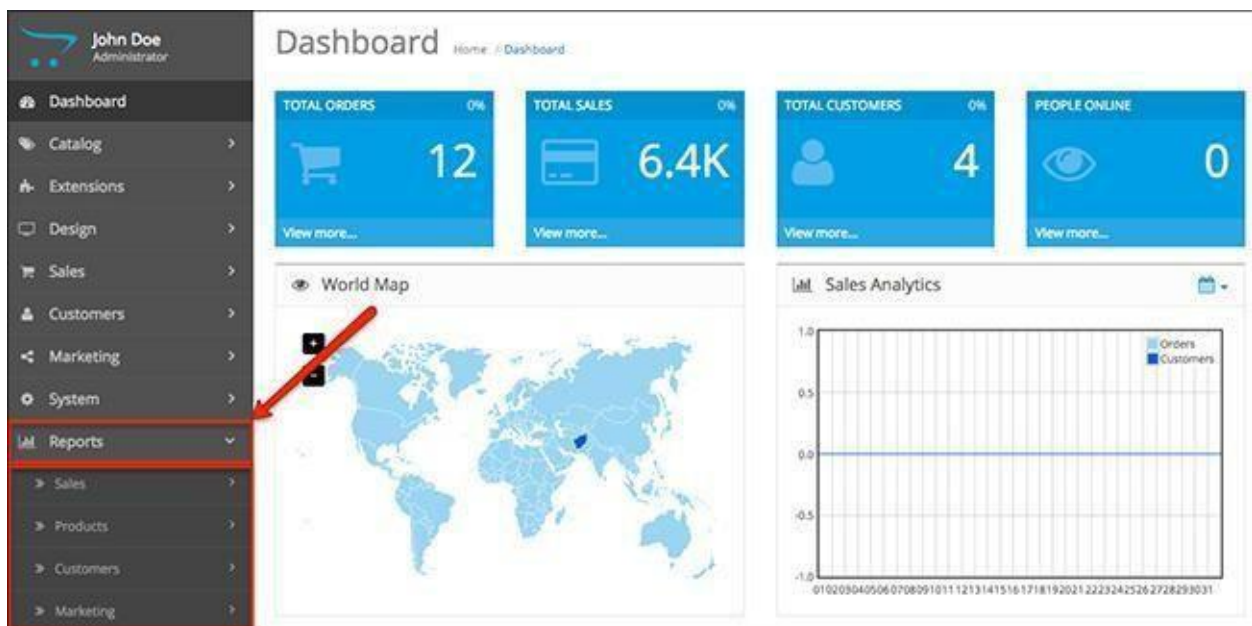 John Doe
Administrator
Dashboard
Catalog
Extensions
Design
Sales
Customers
Marketing
System
Reports
Sales
Products
Customers
Marketing
Dashboard
Home / Dashboard
TOTAL ORDERS 0%
12
View more...
TOTAL SALES 0%
6.4K
View more...
TOTAL CUSTOMERS 0%
4
View more...
PEOPLE ONLINE
0
View more...
World Map
+
-
Sales Analytics
Orders
Customers
1.0
0.5
0.0
-0.5
-1.0
01020304050607080910111213141516171819202122232425262728293031